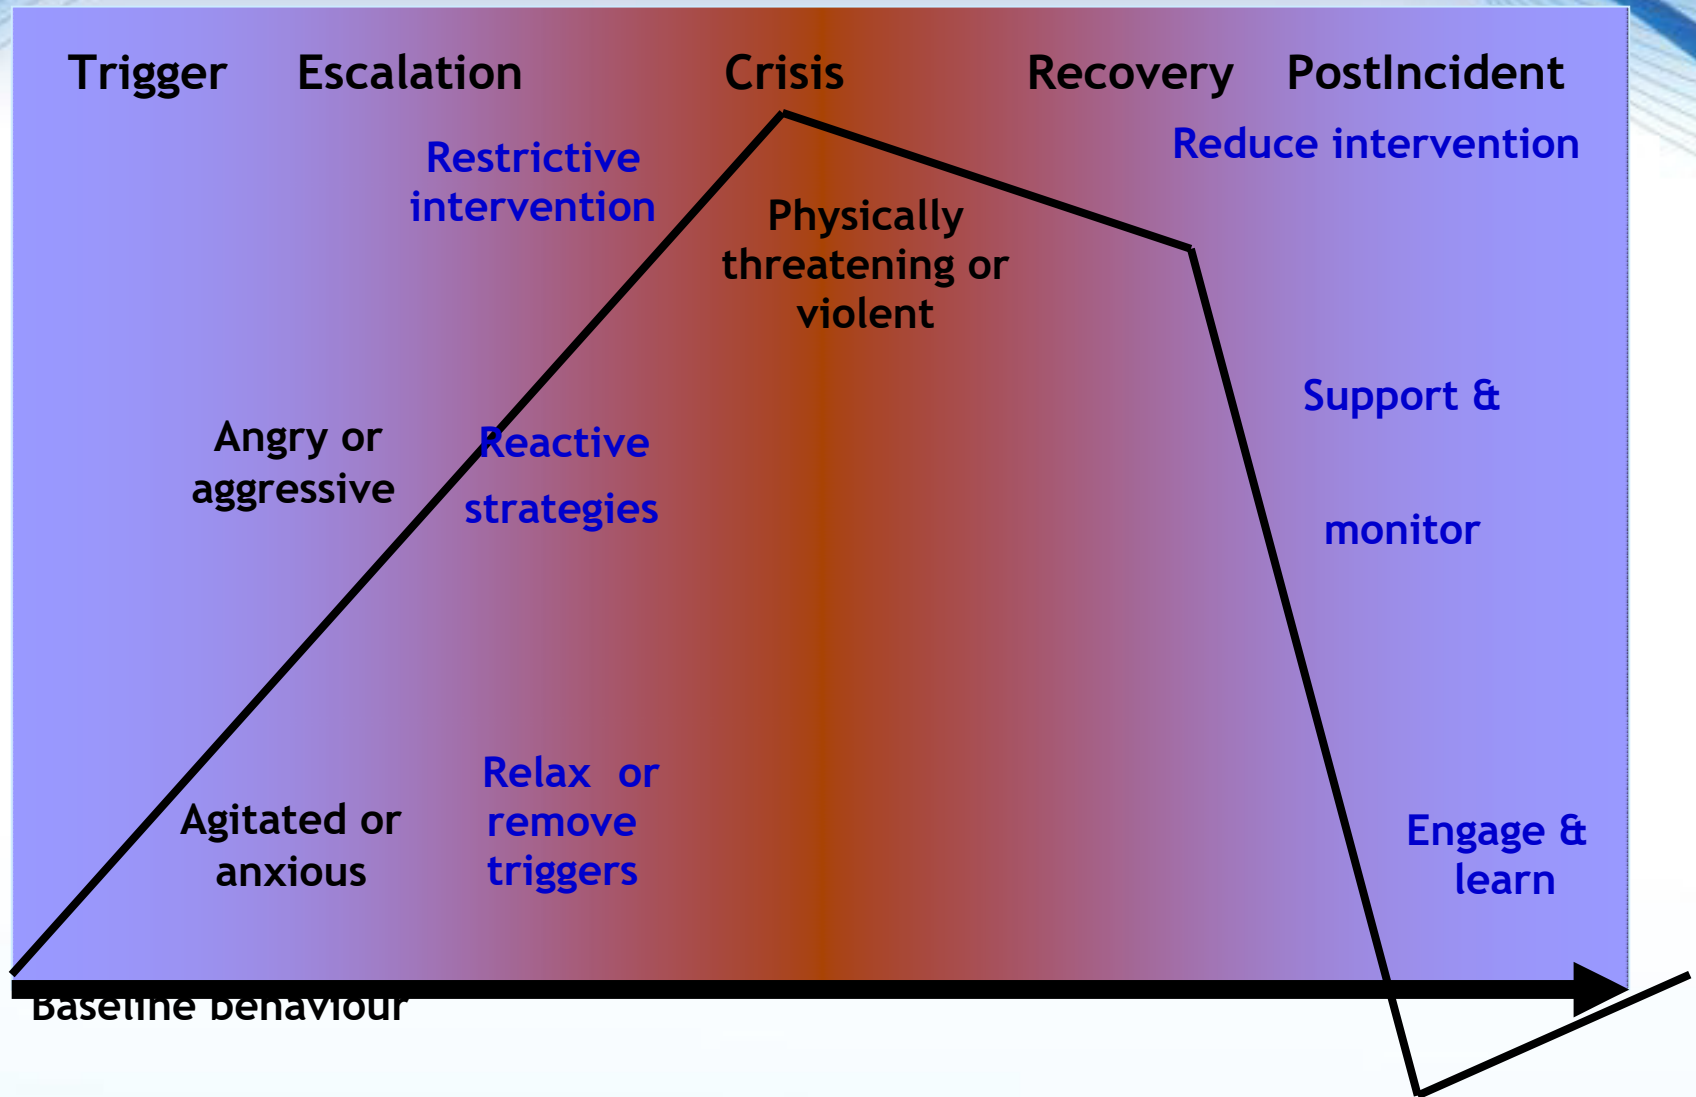 Trigger
Escalation
Crisis
Recovery
PostIncident
Restrictive
intervention
Reduce intervention
Physically
threatening or
violent
Angry or
aggressive
Reactive
strategies
Support &
monitor
Agitated or
anxious
Relax or
remove
triggers
Engage &
learn
Baseline behaviour